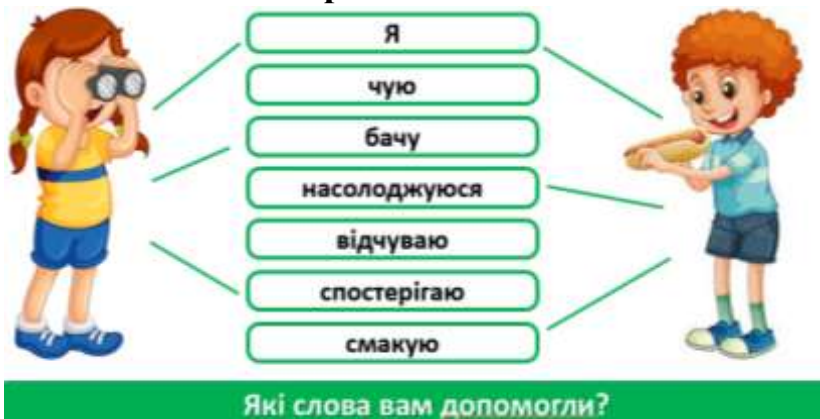 Я
чую
бачу
насолоджуюся
відчуваю
спостерігаю
смакую
Які слова вам допомогли?